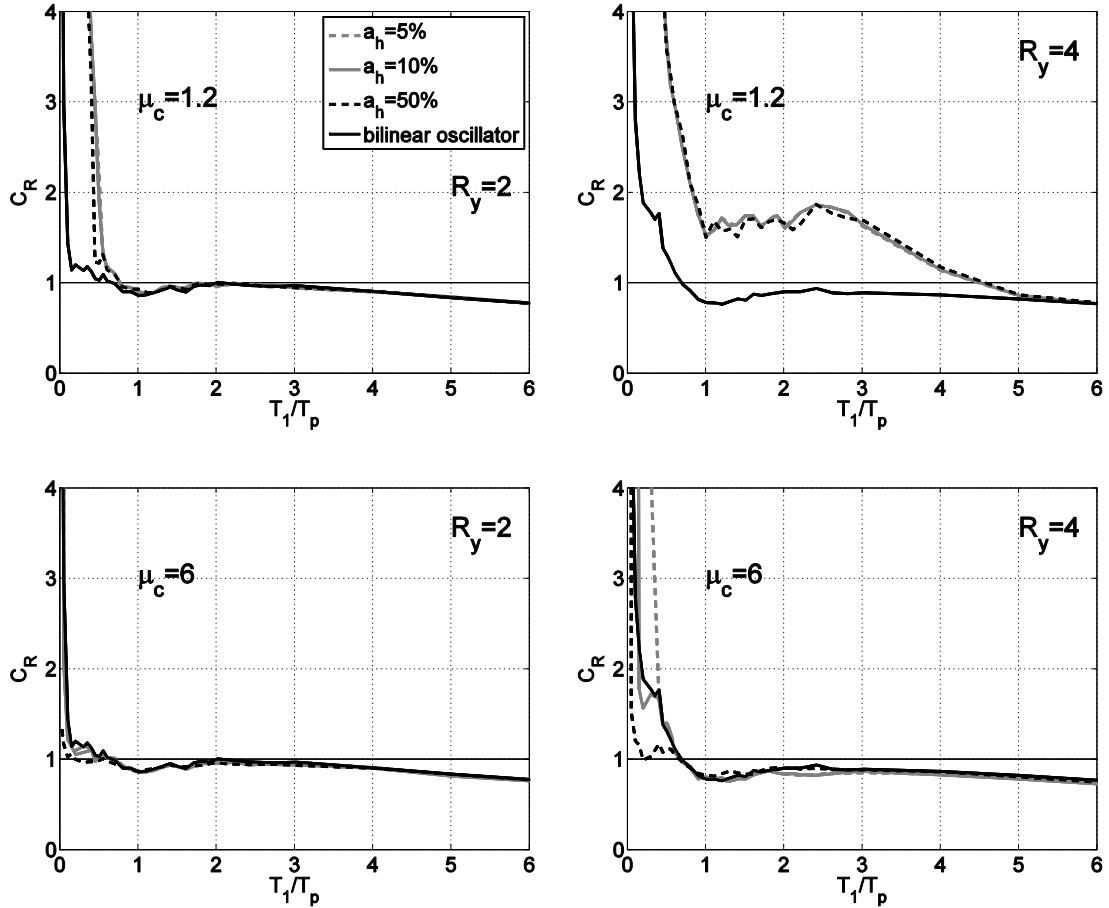 4
3
2
1
0
C_R
0 1 2 3 4 5 6
T_1/T_p
μ_c=1.2
R_y=2
a_h=5%
a_h=10%
a_h=50%
bilinear oscillator
4
3
2
1
0
C_R
0 1 2 3 4 5 6
T_1/T_p
μ_c=1.2
R_y=4
4
3
2
1
0
C_R
0 1 2 3 4 5 6
T_1/T_p
μ_c=6
R_y=2
4
3
2
1
0
C_R
0 1 2 3 4 5 6
T_1/T_p
μ_c=6
R_y=4